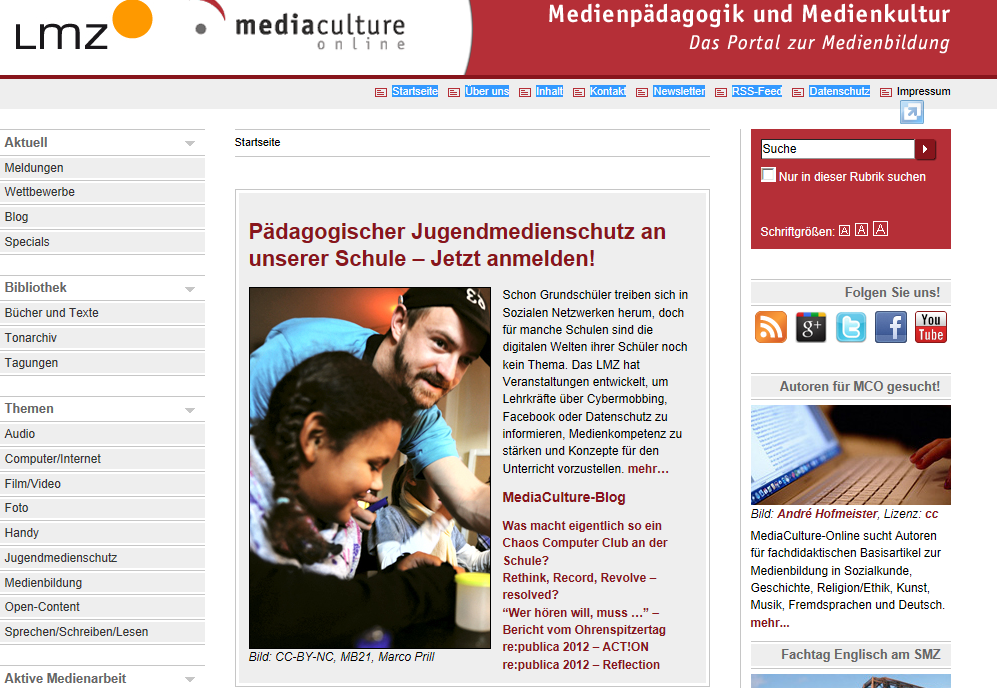 LMZ
mediaculture
online
Medienpädagogik und Medienkultur
Das Portal zur Medienbildung
Startseite Über uns Inhalt Kontakt Newsletter RSS-Feed Datenschutz Impressum
Aktuell
Meldungen
Wettbewerbe
Blog
Specials
Bibliothek
Bücher und Texte
Tonarchiv
Tagungen
Themen
Audio
Computer/Internet
Film/Video
Foto
Handy
Jugendmedienschutz
Medienbildung
Open-Content
Sprechen/Schreiben/Lesen
Aktive Medienarbeit
Startseite
Pädagogischer Jugendmedienschutz an
unserer Schule – Jetzt anmelden!
63
Schon Grundschüler treiben sich in
Sozialen Netzwerken herum, doch
für manche Schulen sind die
digitalen Welten ihrer Schüler noch
kein Thema. Das LMZ hat
Veranstaltungen entwickelt, um
Lehrkräfte über Cybermobbing,
Facebook oder Datenschutz zu
informieren, Medienkompetenz zu
stärken und Konzepte für den
Unterricht vorzustellen. mehr…
MediaCulture-Blog
Was macht eigentlich so ein
Chaos Computer Club an der
Schule?
Rethink, Record, Revolve –
resolved?
“Wer hören will, muss …” –
Bericht vom Ohrenspitzertag
re:publica 2012 – ACT!ON
re:publica 2012 – Reflection
Bild: CC-BY-NC, MB21, Marco Prill
Suche
Nur in dieser Rubrik suchen
Schriftgrößen: A A A
Folgen Sie uns!
g+ t f You
Tube
Autoren für MCO gesucht!
Bild: André Hofmeister, Lizenz: cc
MediaCulture-Online sucht Autoren
für fachdidaktischen Basisartikel zur
Medienbildung in Sozialkunde,
Geschichte, Religion/Ethik, Kunst,
Musik, Fremdsprachen und Deutsch.
mehr...
Fachtag Englisch am SMZ